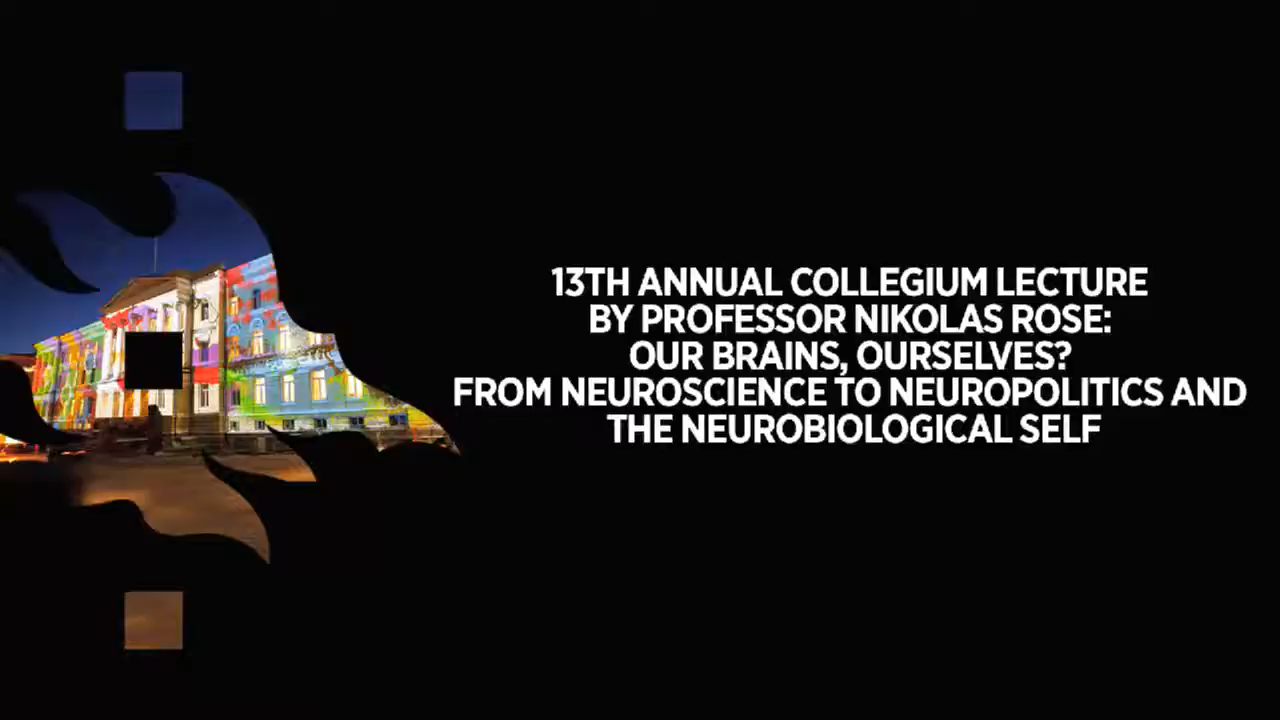 13TH ANNUAL COLLEGIUM LECTURE
BY PROFESSOR NIKOLAS ROSE:
OUR BRAINS, OURSELVES?
FROM NEUROSCIENCE TO NEUROPOLITICS AND
THE NEUROBIOLOGICAL SELF